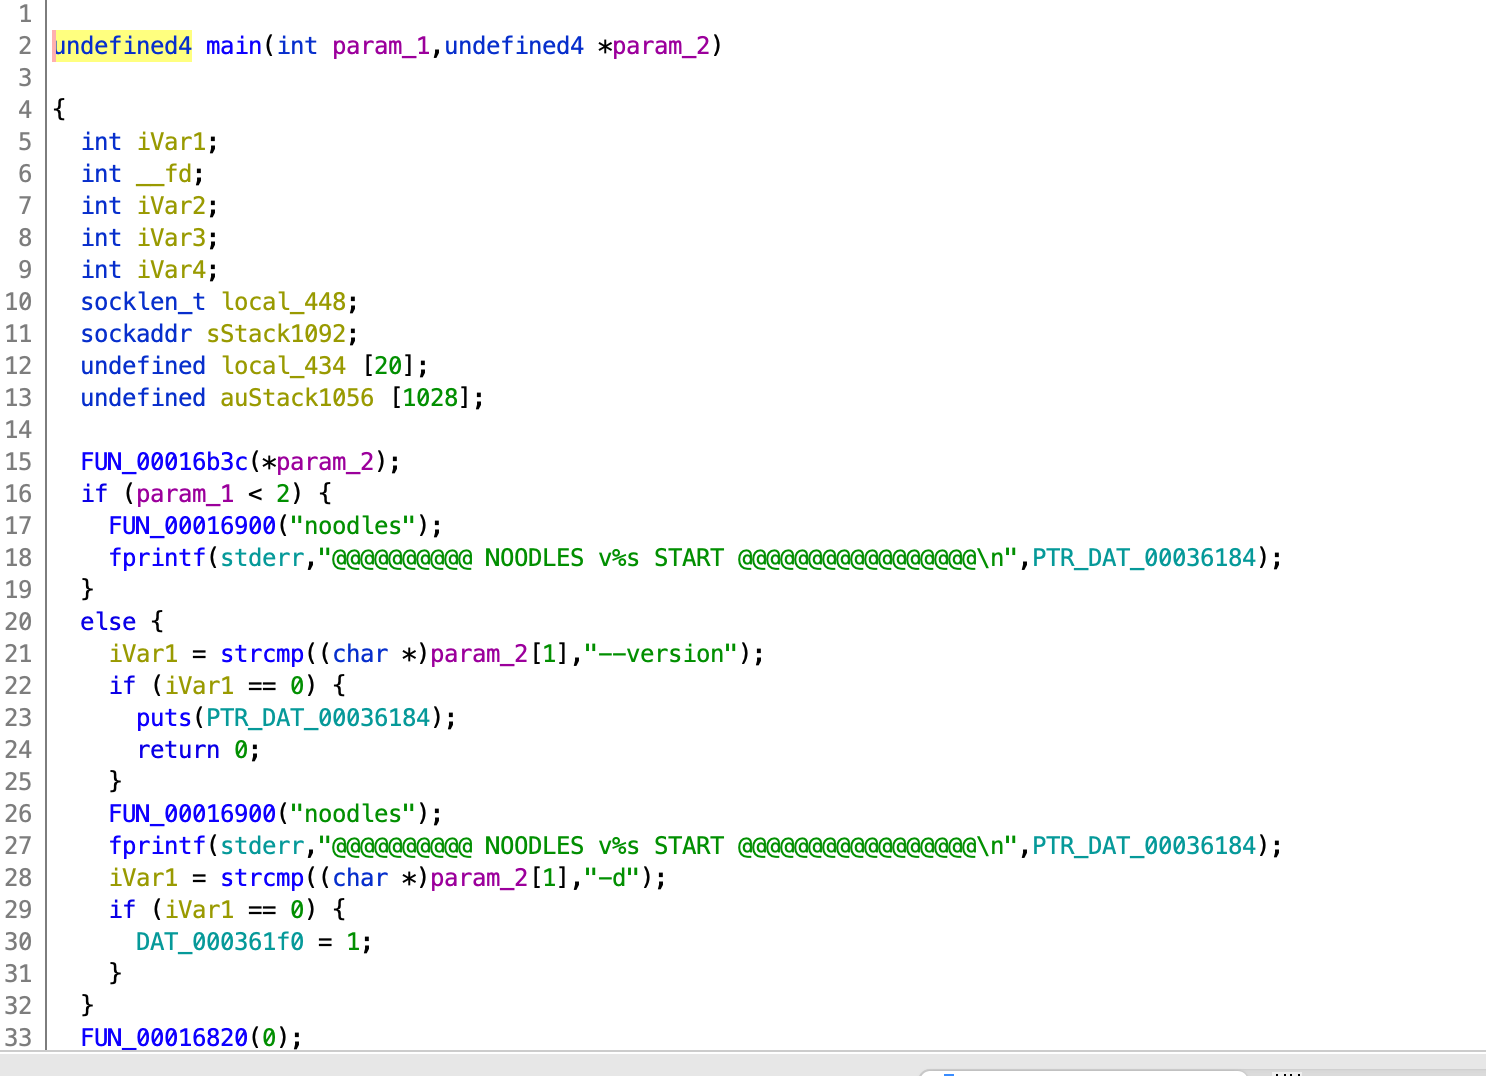 1
2 undefined4 main(int param_1,undefined4 *param_2)
3
4 {
5   int iVar1;
6   int __fd;
7   int iVar2;
8   int iVar3;
9   int iVar4;
10   socklen_t local_448;
11   sockaddr sStack1092;
12   undefined local_434 [20];
13   undefined auStack1056 [1028];
14
15   FUN_00016b3c(*param_2);
16   if (param_1 < 2) {
17     FUN_00016900("noodles");
18     fprintf(stderr,"@@@@@@@@@@ NOODLES v%s START @@@@@@@@@@@@@@@@@\n",PTR_DAT_00036184);
19   }
20   else {
21     iVar1 = strcmp((char *)param_2[1],"--version");
22     if (iVar1 == 0) {
23       puts(PTR_DAT_00036184);
24       return 0;
25     }
26     FUN_00016900("noodles");
27     fprintf(stderr,"@@@@@@@@@@ NOODLES v%s START @@@@@@@@@@@@@@@@@\n",PTR_DAT_00036184);
28     iVar1 = strcmp((char *)param_2[1],"-d");
29     if (iVar1 == 0) {
30       DAT_000361f0 = 1;
31     }
32   }
33   FUN_00016820(0);